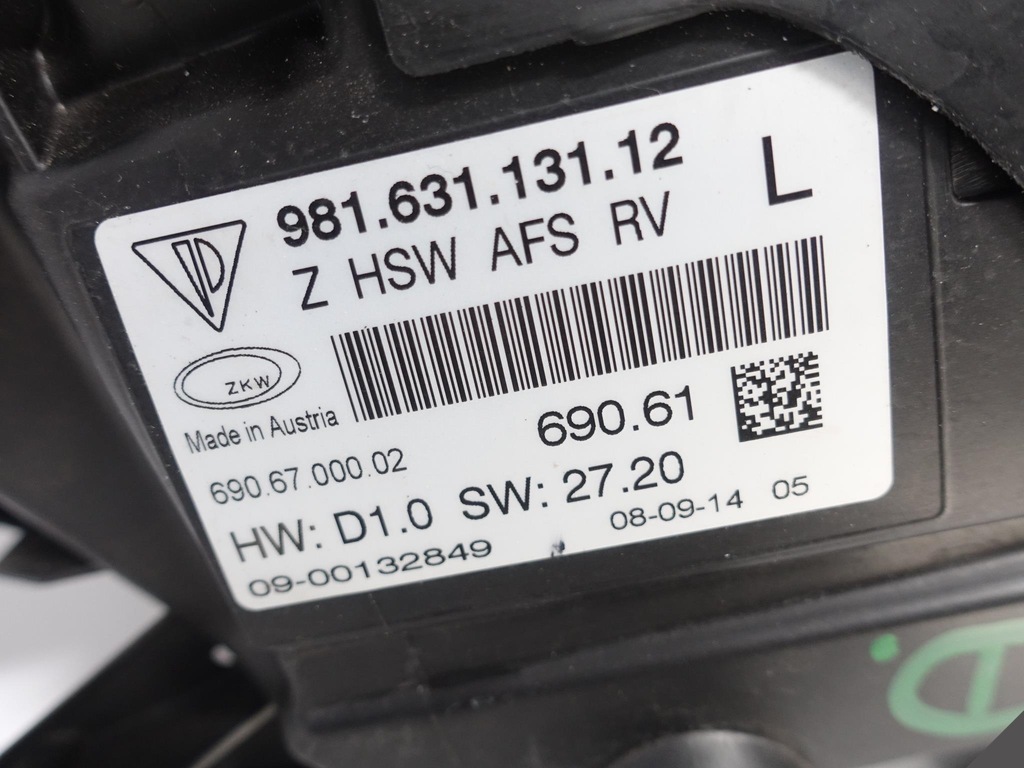 981.631.131.12 L
Z HSW AFS RV
ZKW
Made in Austria
690.61
690.67.000.02
HW: D1.0 SW: 27.20
09-00132849 08-09-14 05